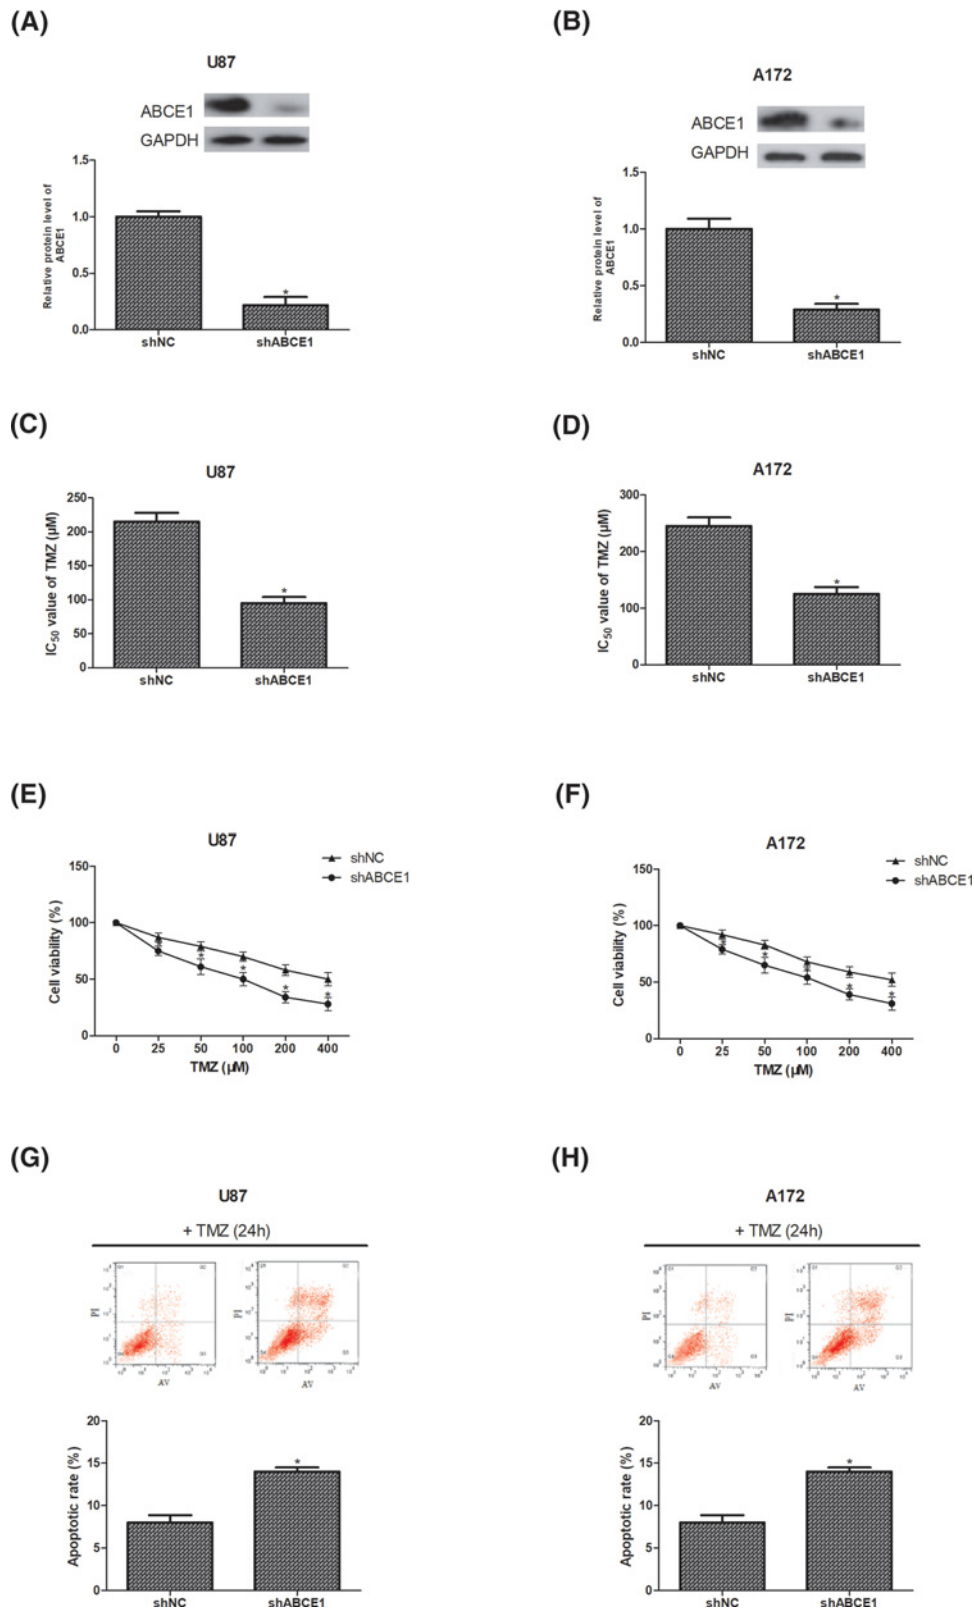 (A)
U87
ABCE1
GAPDH
Relative protein level of
ABCE1
1.5
1.0
0.5
0.0
*
shNC shABCE1
(B)
A172
ABCE1
GAPDH
Relative protein level of
ABCE1
1.5
1.0
0.5
0.0
*
shNC shABCE1
(C)
U87
IC50 value of TMZ (µM)
250
200
150
100
50
0
*
shNC shABCE1
(D)
A172
IC50 value of TMZ (µM)
300
200
100
0
*
shNC shABCE1
(E)
U87
shNC
shABCE1
Cell viability (%)
150
100
50
0
* * * * *
0 25 50 100 200 400
TMZ (µM)
(F)
A172
shNC
shABCE1
Cell viability (%)
150
100
50
0
* * * * *
0 25 50 100 200 400
TMZ (µM)
(G)
U87
+ TMZ (24h)
PI
AV
PI
AV
Apoptotic rate (%)
20
15
10
5
0
*
shNC shABCE1
(H)
A172
+ TMZ (24h)
PI
AV
PI
AV
Apoptotic rate (%)
20
15
10
5
0
*
shNC shABCE1